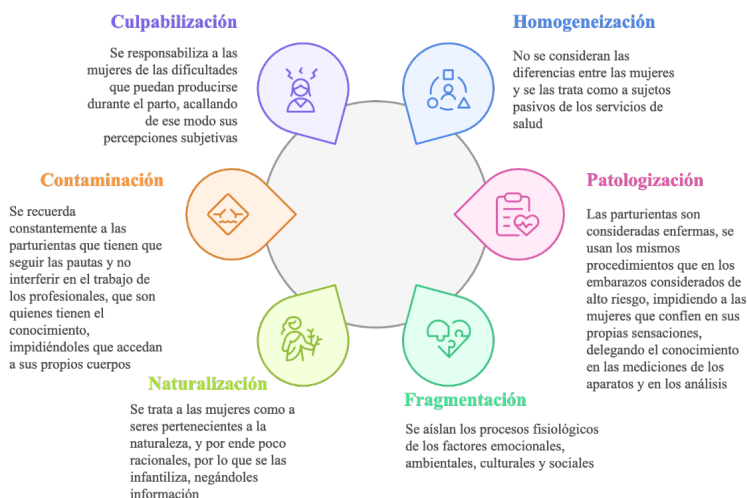 Culpabilización
Se responsabiliza a las
mujeres de las dificultades
que puedan producirse
durante el parto, acallando
de ese modo sus
percepciones subjetivas
Homogeneización
No se consideran las
diferencias entre las mujeres
y se las trata como a sujetos
pasivos de los servicios de
salud
Contaminación
Se recuerda
constantemente a las
parturientas que tienen que
seguir las pautas y no
interferir en el trabajo de
los profesionales, que son
quienes tienen el
conocimiento,
impidiéndoles que accedan
a sus propios cuerpos
Patologización
Las parturientas son
consideradas enfermas, se
usan los mismos
procedimientos que en los
embarazos considerados de
alto riesgo, impidiendo a las
mujeres que confíen en sus
propias sensaciones,
delegando el conocimiento
en las mediciones de los
aparatos y en los análisis
Naturalización
Se trata a las mujeres como a
seres pertenecientes a la
naturaleza, y por ende poco
racionales, por lo que se las
infantiliza, negándoles
información
Fragmentación
Se aíslan los procesos fisiológicos
de los factores emocionales,
ambientales, culturales y sociales